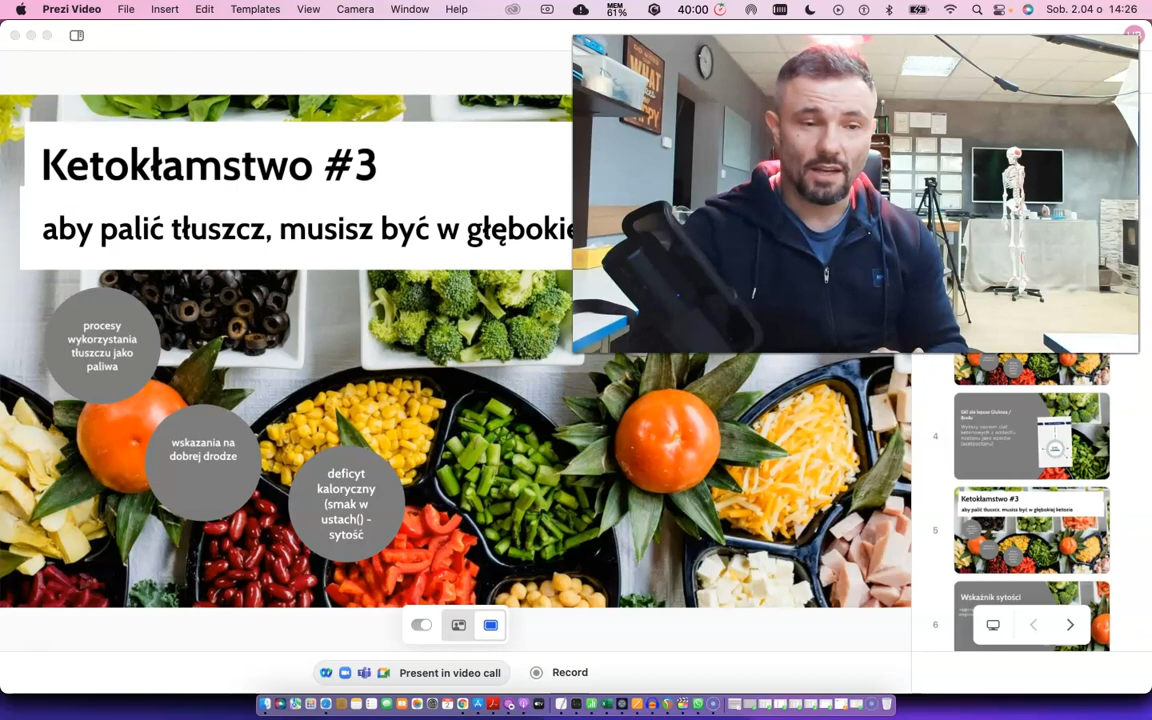 Prezi Video File Insert Edit Templates View Camera Window Help
MEM
61%
40:00
Sob. 2.04 o 14:26
Ketokłamstwo #3
aby palić tłuszcz, musisz być w głębokie
procesy
wykorzystania
tłuszczu jako
paliwa
wskazania na
dobrej drodze
deficyt
kaloryczny
(smak w
ustach() -
sytość
WHAT
4
5
Ketokłamstwo #3
aby palić tłuszcz, musisz być w głębokiej ketozie
6
Wskaźnik sytości
Present in video call
Record